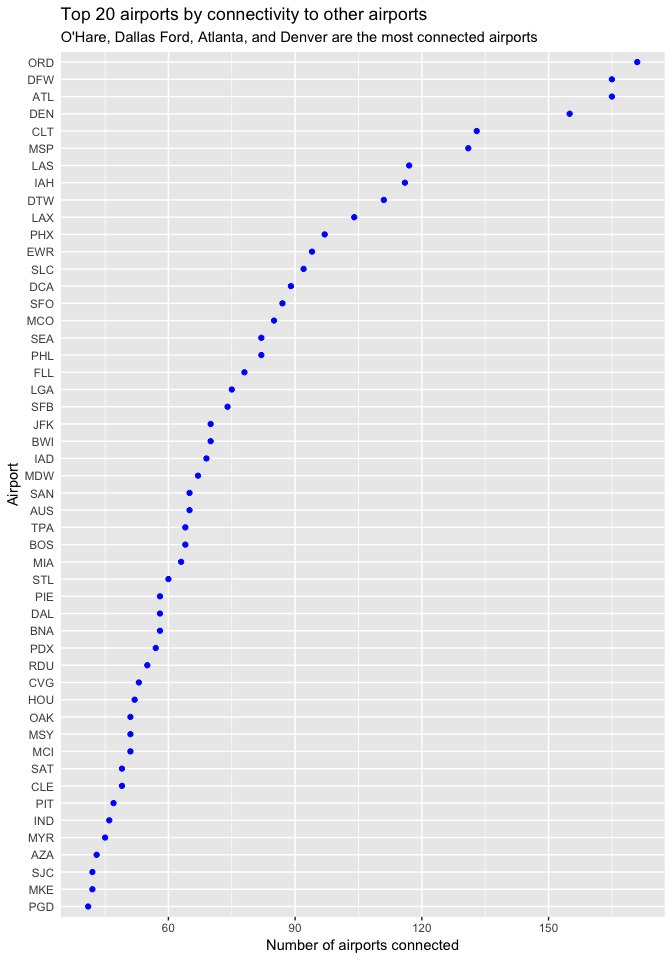 Top 20 airports by connectivity to other airports
O'Hare, Dallas Ford, Atlanta, and Denver are the most connected airports
ORD
DFW
ATL
DEN
CLT
MSP
LAS
IAH
DTW
LAX
PHX
EWR
SLC
DCA
SFO
MCO
SEA
PHL
FLL
LGA
SFB
JFK
BWI
IAD
MDW
SAN
AUS
TPA
BOS
MIA
STL
PIE
DAL
BNA
PDX
RDU
CVG
HOU
OAK
MSY
MCI
SAT
CLE
PIT
IND
MYR
AZA
SJC
MKE
PGD
Airport
60 90 120 150
Number of airports connected